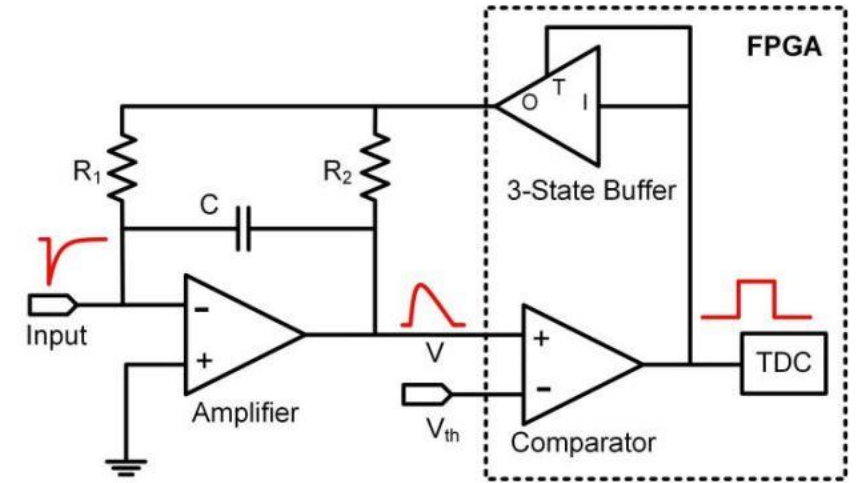 FPGA
T
O
I
R1
R2
3-State Buffer
C
-
Input
+
V
+
TDC
-
Amplifier
Vth
Comparator